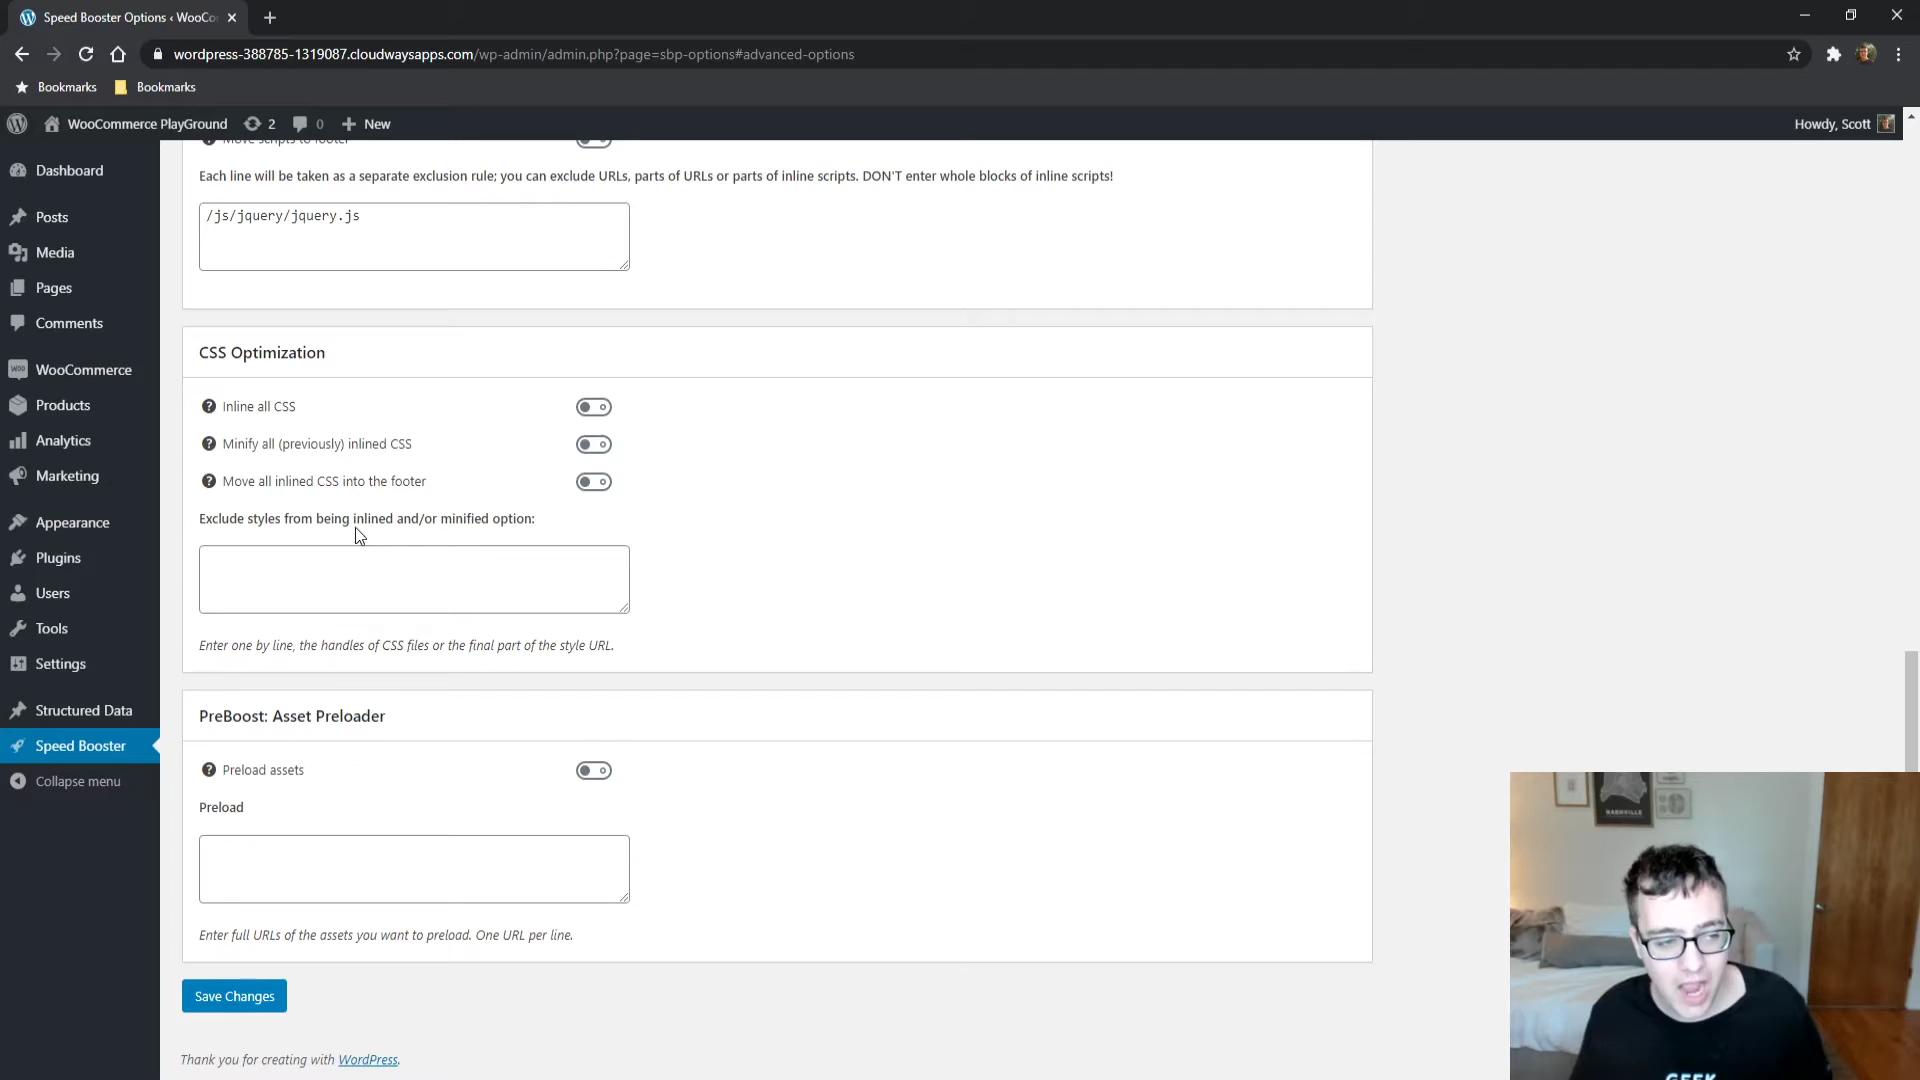 Speed Booster Options ‹ WooCo
wordpress-388785-1319087.cloudwaysapps.com/wp-admin/admin.php?page=sbp-options#advanced-options
Bookmarks
Bookmarks
WooCommerce PlayGround
2
0
New
Howdy, Scott
Dashboard
Posts
Media
Pages
Comments
woo
WooCommerce
Products
Analytics
Marketing
Appearance
Plugins
Users
Tools
Settings
Structured Data
Speed Booster
Collapse menu
Move scripts to footer
Each line will be taken as a separate exclusion rule; you can exclude URLs, parts of URLs or parts of inline scripts. DON'T enter whole blocks of inline scripts!
/js/jquery/jquery.js
CSS Optimization
Inline all CSS
Minify all (previously) inlined CSS
Move all inlined CSS into the footer
Exclude styles from being inlined and/or minified option:
Enter one by line, the handles of CSS files or the final part of the style URL.
PreBoost: Asset Preloader
Preload assets
Preload
Enter full URLs of the assets you want to preload. One URL per line.
Save Changes
Thank you for creating with WordPress.
NASHVILLE
GEEK